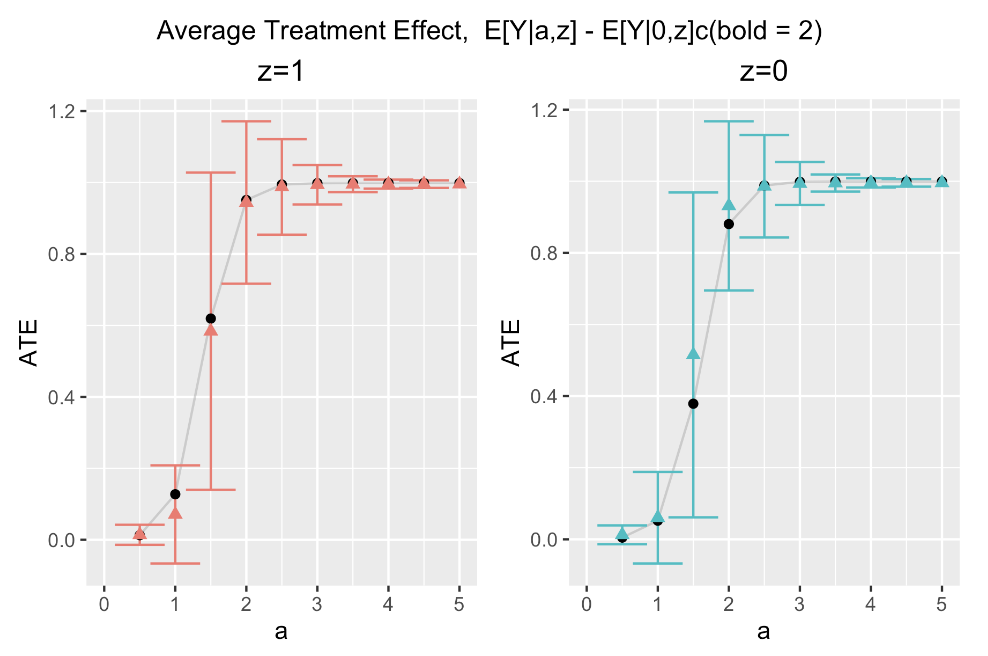 Average Treatment Effect,  E[Y|a,z] - E[Y|0,z]c(bold = 2)
z=1
1.2
0.8
0.4
0.0
ATE
0 1 2 3 4 5
a
z=0
1.2
0.8
0.4
0.0
ATE
0 1 2 3 4 5
a